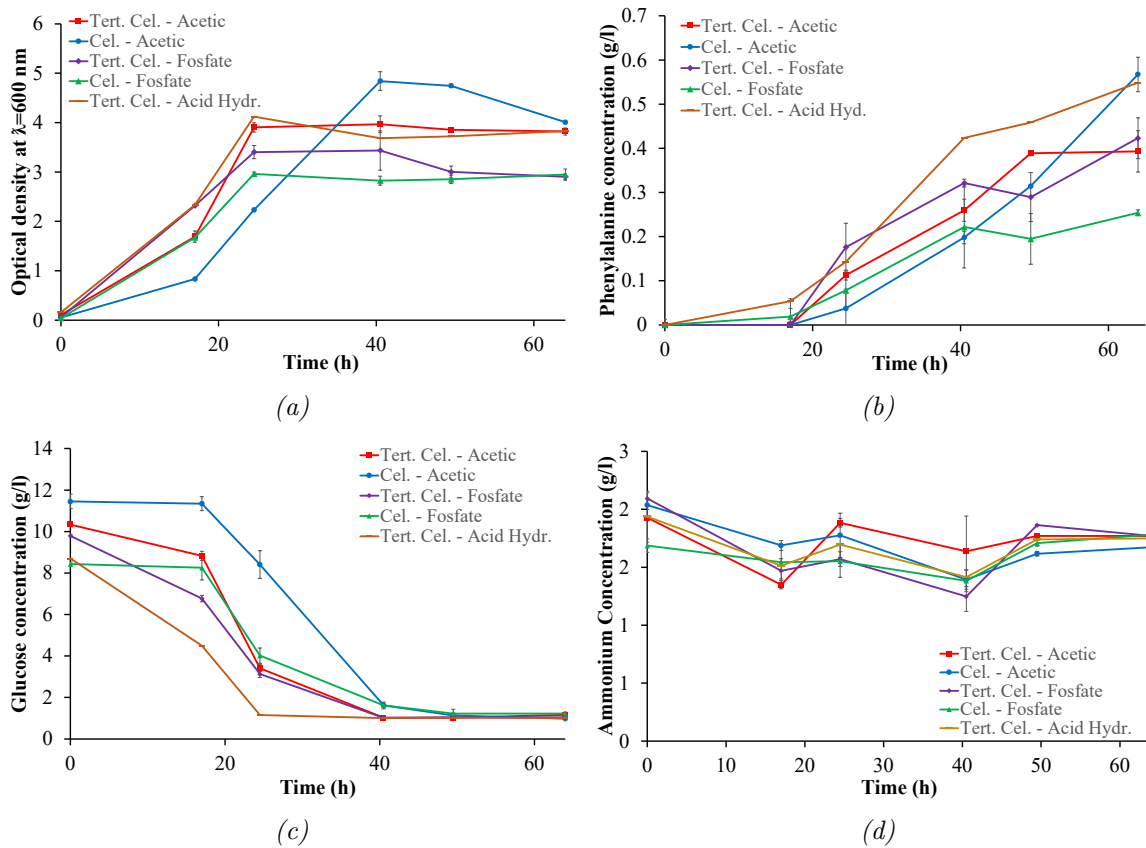 Optical density at λ=600 nm
6
5
4
3
2
1
0
0
20
40
60
Time (h)
Tert. Cel. - Acetic
Cel. - Acetic
Tert. Cel. - Fosfate
Cel. - Fosfate
Tert. Cel. - Acid Hydr.
(a)
Phenylalanine concentration (g/l)
0.7
0.6
0.5
0.4
0.3
0.2
0.1
0
0
20
40
60
Time (h)
Tert. Cel. - Acetic
Cel. - Acetic
Tert. Cel. - Fosfate
Cel. - Fosfate
Tert. Cel. - Acid Hyd.
(b)
Glucose concentration (g/l)
14
12
10
8
6
4
2
0
0
20
40
60
Time (h)
Tert. Cel. - Acetic
Cel. - Acetic
Tert. Cel. - Fosfate
Cel. - Fosfate
Tert. Cel. - Acid Hydr.
(c)
Ammonium Concentration (g/l)
3
2
2
1
1
0
0
10
20
30
40
50
60
Time (h)
Tert. Cel. - Acetic
Cel. - Acetic
Tert. Cel. - Fosfate
Cel. - Fosfate
Tert. Cel. - Acid Hydr.
(d)